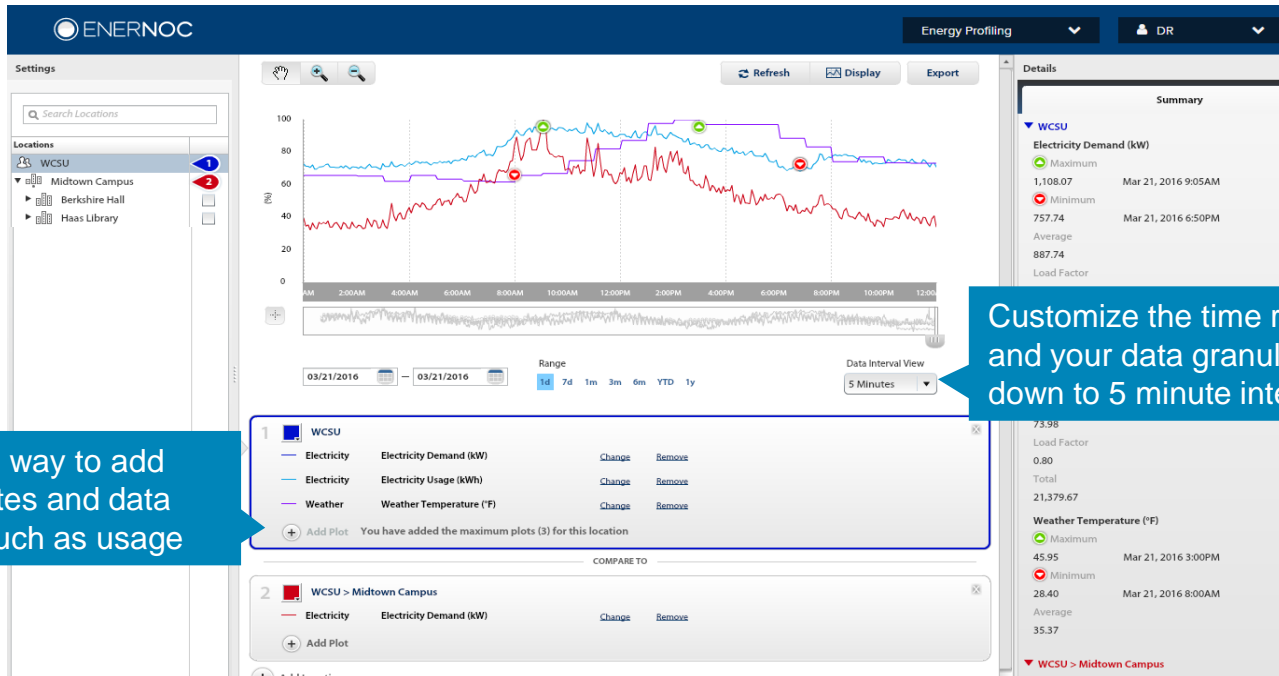 ENERNOC
Energy Profiling
DR
Settings
Search Locations
Locations
WCSU
1
Midtown Campus
2
Berkshire Hall
Haas Library
Refresh
Display
Export
100
80
60
40
20
0
(%)
AM 2:00AM 4:00AM 6:00AM 8:00AM 10:00AM 12:00PM 2:00PM 4:00PM 6:00PM 8:00PM 10:00PM 12:00
03/21/2016 — 03/21/2016
Range
1d 7d 1m 3m 6m YTD 1y
Data Interval View
5 Minutes
1 WCSU
Electricity Electricity Demand (kW) Change Remove
Electricity Electricity Usage (kWh) Change Remove
Weather Weather Temperature (°F) Change Remove
Add Plot You have added the maximum plots (3) for this location
COMPARE TO
2 WCSU > Midtown Campus
Electricity Electricity Demand (kW) Change Remove
Add Plot
way to add
and data
as usage
Details
Summary
WCSU
Electricity Demand (kW)
Maximum
1,108.07 Mar 21, 2016 9:05AM
Minimum
757.74 Mar 21, 2016 6:50PM
Average
887.74
Load Factor
Customize the time
and your data
down to 5 minute
73.98
Load Factor
0.80
Total
21,379.67
Weather Temperature (°F)
Maximum
45.95 Mar 21, 2016 3:00PM
Minimum
28.40 Mar 21, 2016 8:00AM
Average
35.37
WCSU > Midtown Campus